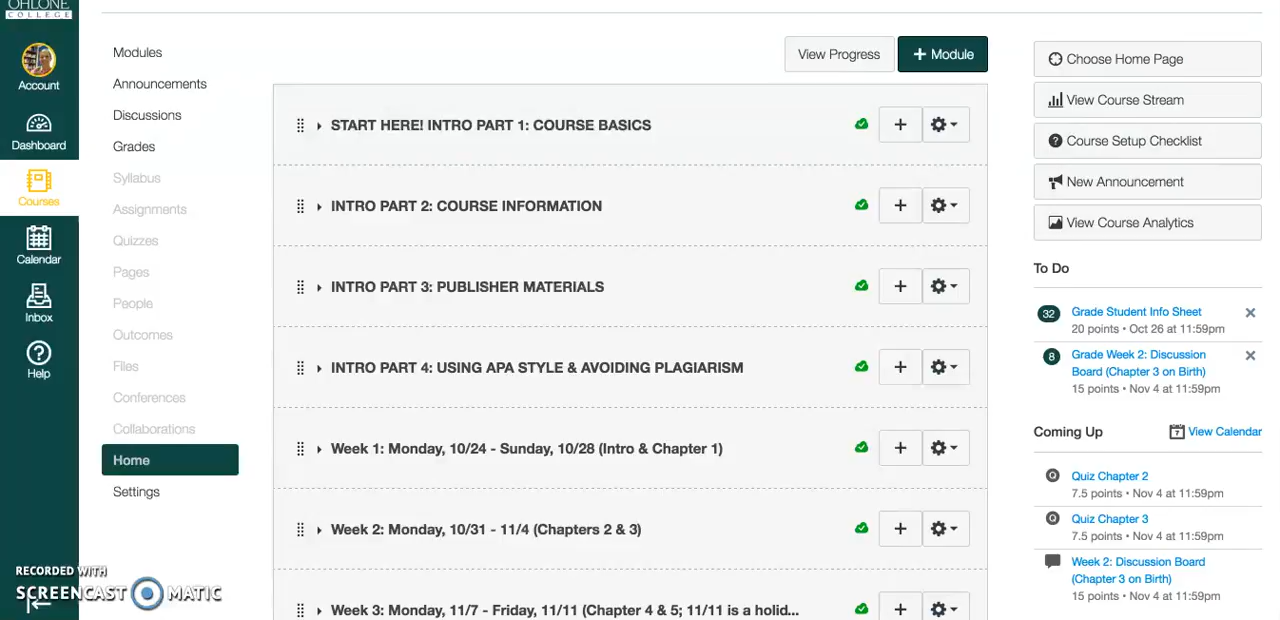 OHLONE
COLLEGE
Account
Dashboard
Courses
Calendar
Inbox
Help
RECORDED WITH
SCREENCAST MATIC
Modules
Announcements
Discussions
Grades
Syllabus
Assignments
Quizzes
Pages
People
Outcomes
Files
Conferences
Collaborations
Home
Settings
View Progress
+ Module
START HERE! INTRO PART 1: COURSE BASICS
INTRO PART 2: COURSE INFORMATION
INTRO PART 3: PUBLISHER MATERIALS
INTRO PART 4: USING APA STYLE & AVOIDING PLAGIARISM
Week 1: Monday, 10/24 - Sunday, 10/28 (Intro & Chapter 1)
Week 2: Monday, 10/31 - 11/4 (Chapters 2 & 3)
Week 3: Monday, 11/7 - Friday, 11/11 (Chapter 4 & 5; 11/11 is a holid...
Choose Home Page
View Course Stream
Course Setup Checklist
New Announcement
View Course Analytics
To Do
32 Grade Student Info Sheet
20 points • Oct 26 at 11:59pm
8 Grade Week 2: Discussion
Board (Chapter 3 on Birth)
15 points • Nov 4 at 11:59pm
Coming Up
7 View Calendar
Quiz Chapter 2
7.5 points • Nov 4 at 11:59pm
Quiz Chapter 3
7.5 points • Nov 4 at 11:59pm
Week 2: Discussion Board
(Chapter 3 on Birth)
15 points • Nov 4 at 11:59pm